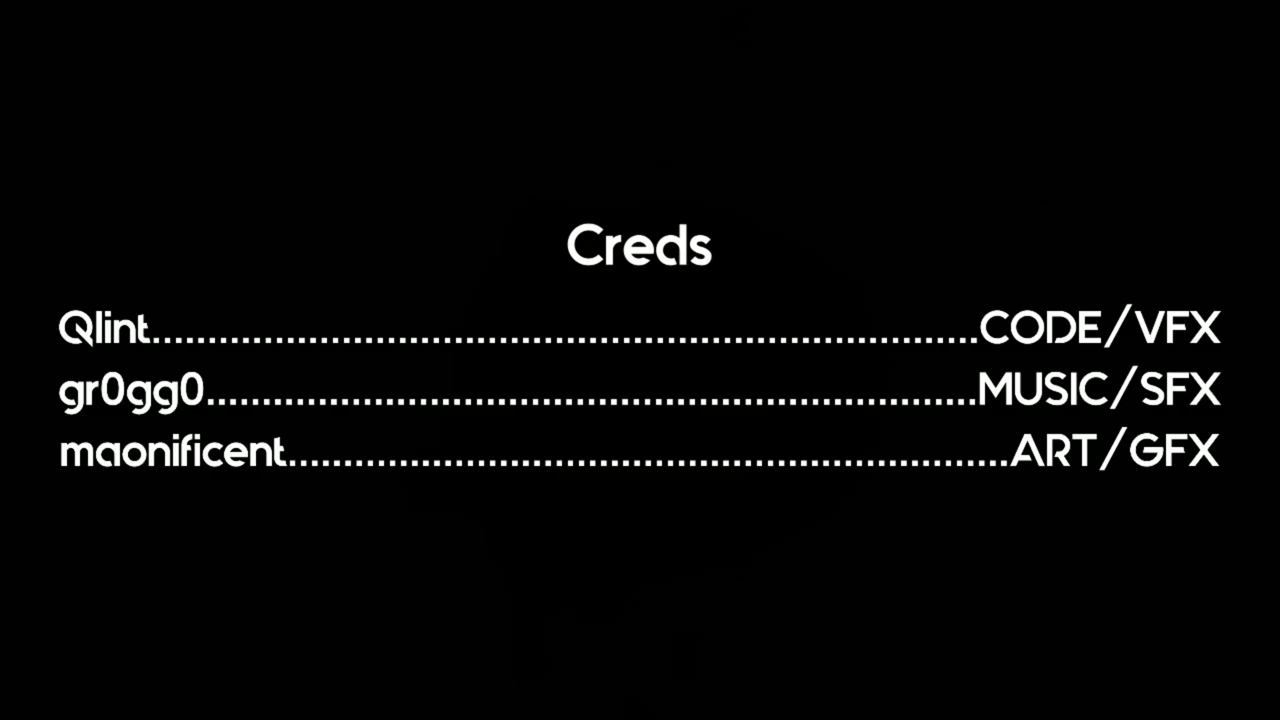 Creds
Qlint..........................................................................CODE/VFX
gr0gg0.....................................................................MUSIC/SFX
maonificent.................................................................ART/GFX